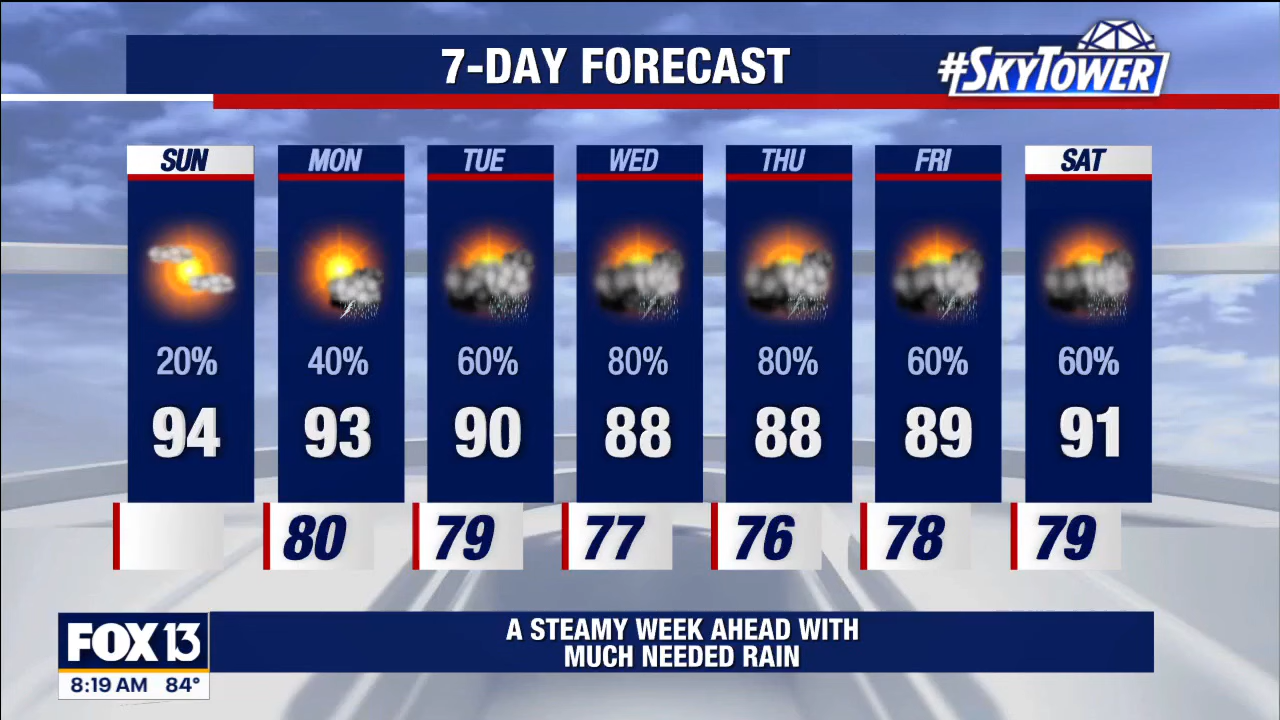 7-DAY FORECAST
#SKYTOWER
SUN MON TUE WED THU FRI SAT
20% 40% 60% 80% 80% 60% 60%
94 93 90 88 88 89 91
80 79 77 76 78 79
FOX 13
8:19 AM 84°
A STEAMY WEEK AHEAD WITH
MUCH NEEDED RAIN